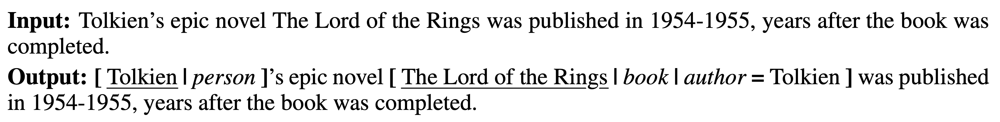 Input: Tolkien’s epic novel The Lord of the Rings was published in 1954-1955, years after the book was
completed.
Output: [ Tolkien | person ]’s epic novel [ The Lord of the Rings | book | author = Tolkien ] was published
in 1954-1955, years after the book was completed.